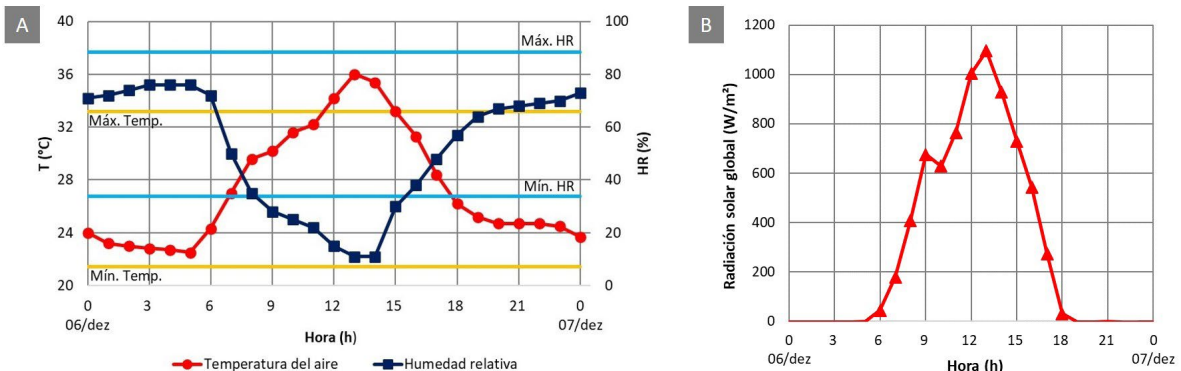 A
40
36
32
28
24
20
T (°C)
100
80
60
40
20
0
HR (%)
Máx. HR
Máx. Temp.
Mín. HR
Mín. Temp.
0 3 6 9 12 15 18 21 0
06/dez 07/dez
Hora (h)
Temperatura del aire Humedad relativa
B
1200
1000
800
600
400
200
0
Radiación solar global (W/m²)
0 3 6 9 12 15 18 21 0
06/dez 07/dez
Hora (h)